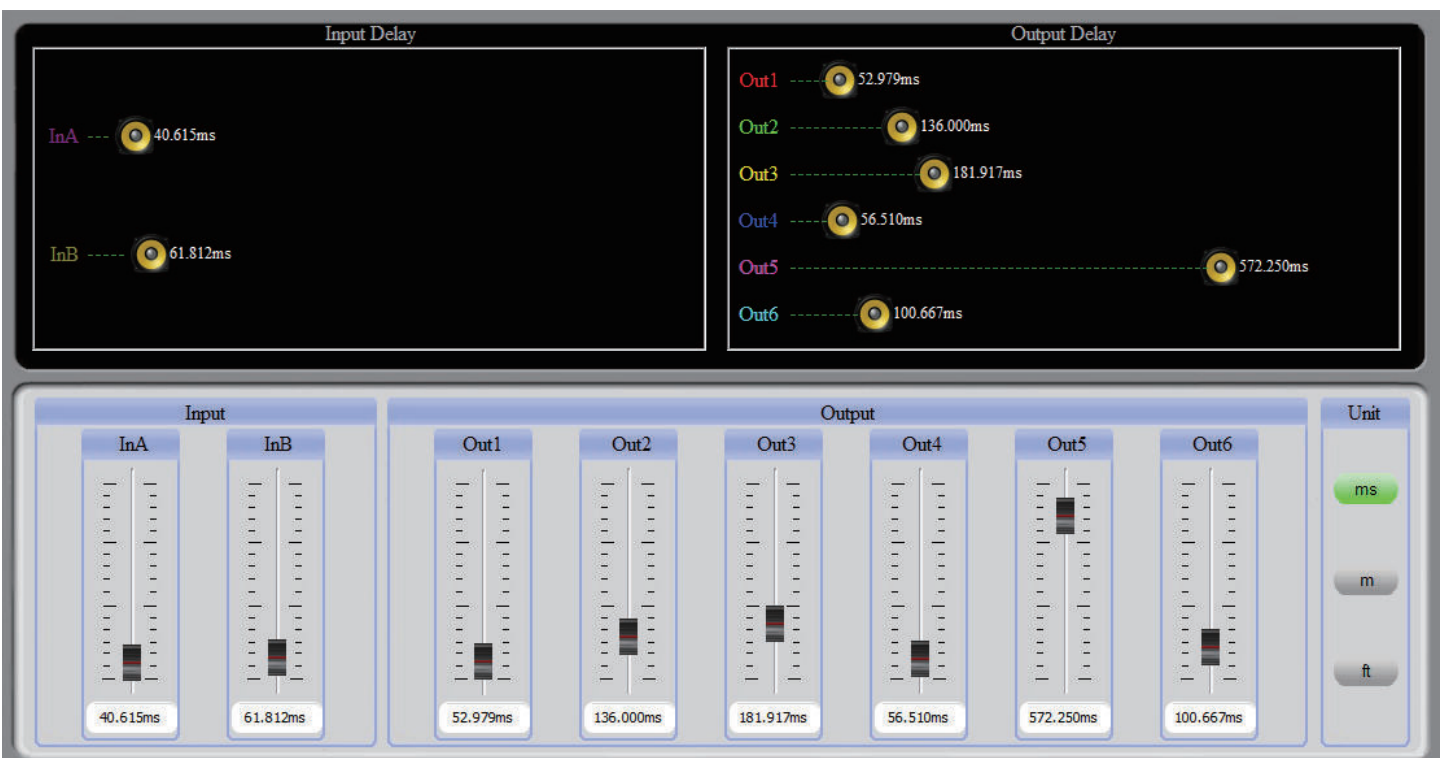 Input Delay
Output Delay
InA
40.615ms
InB
61.812ms
Out1
52.979ms
Out2
136.000ms
Out3
181.917ms
Out4
56.510ms
Out5
572.250ms
Out6
100.667ms
Input
Output
Unit
InA
InB
Out1
Out2
Out3
Out4
Out5
Out6
ms
m
ft
40.615ms
61.812ms
52.979ms
136.000ms
181.917ms
56.510ms
572.250ms
100.667ms